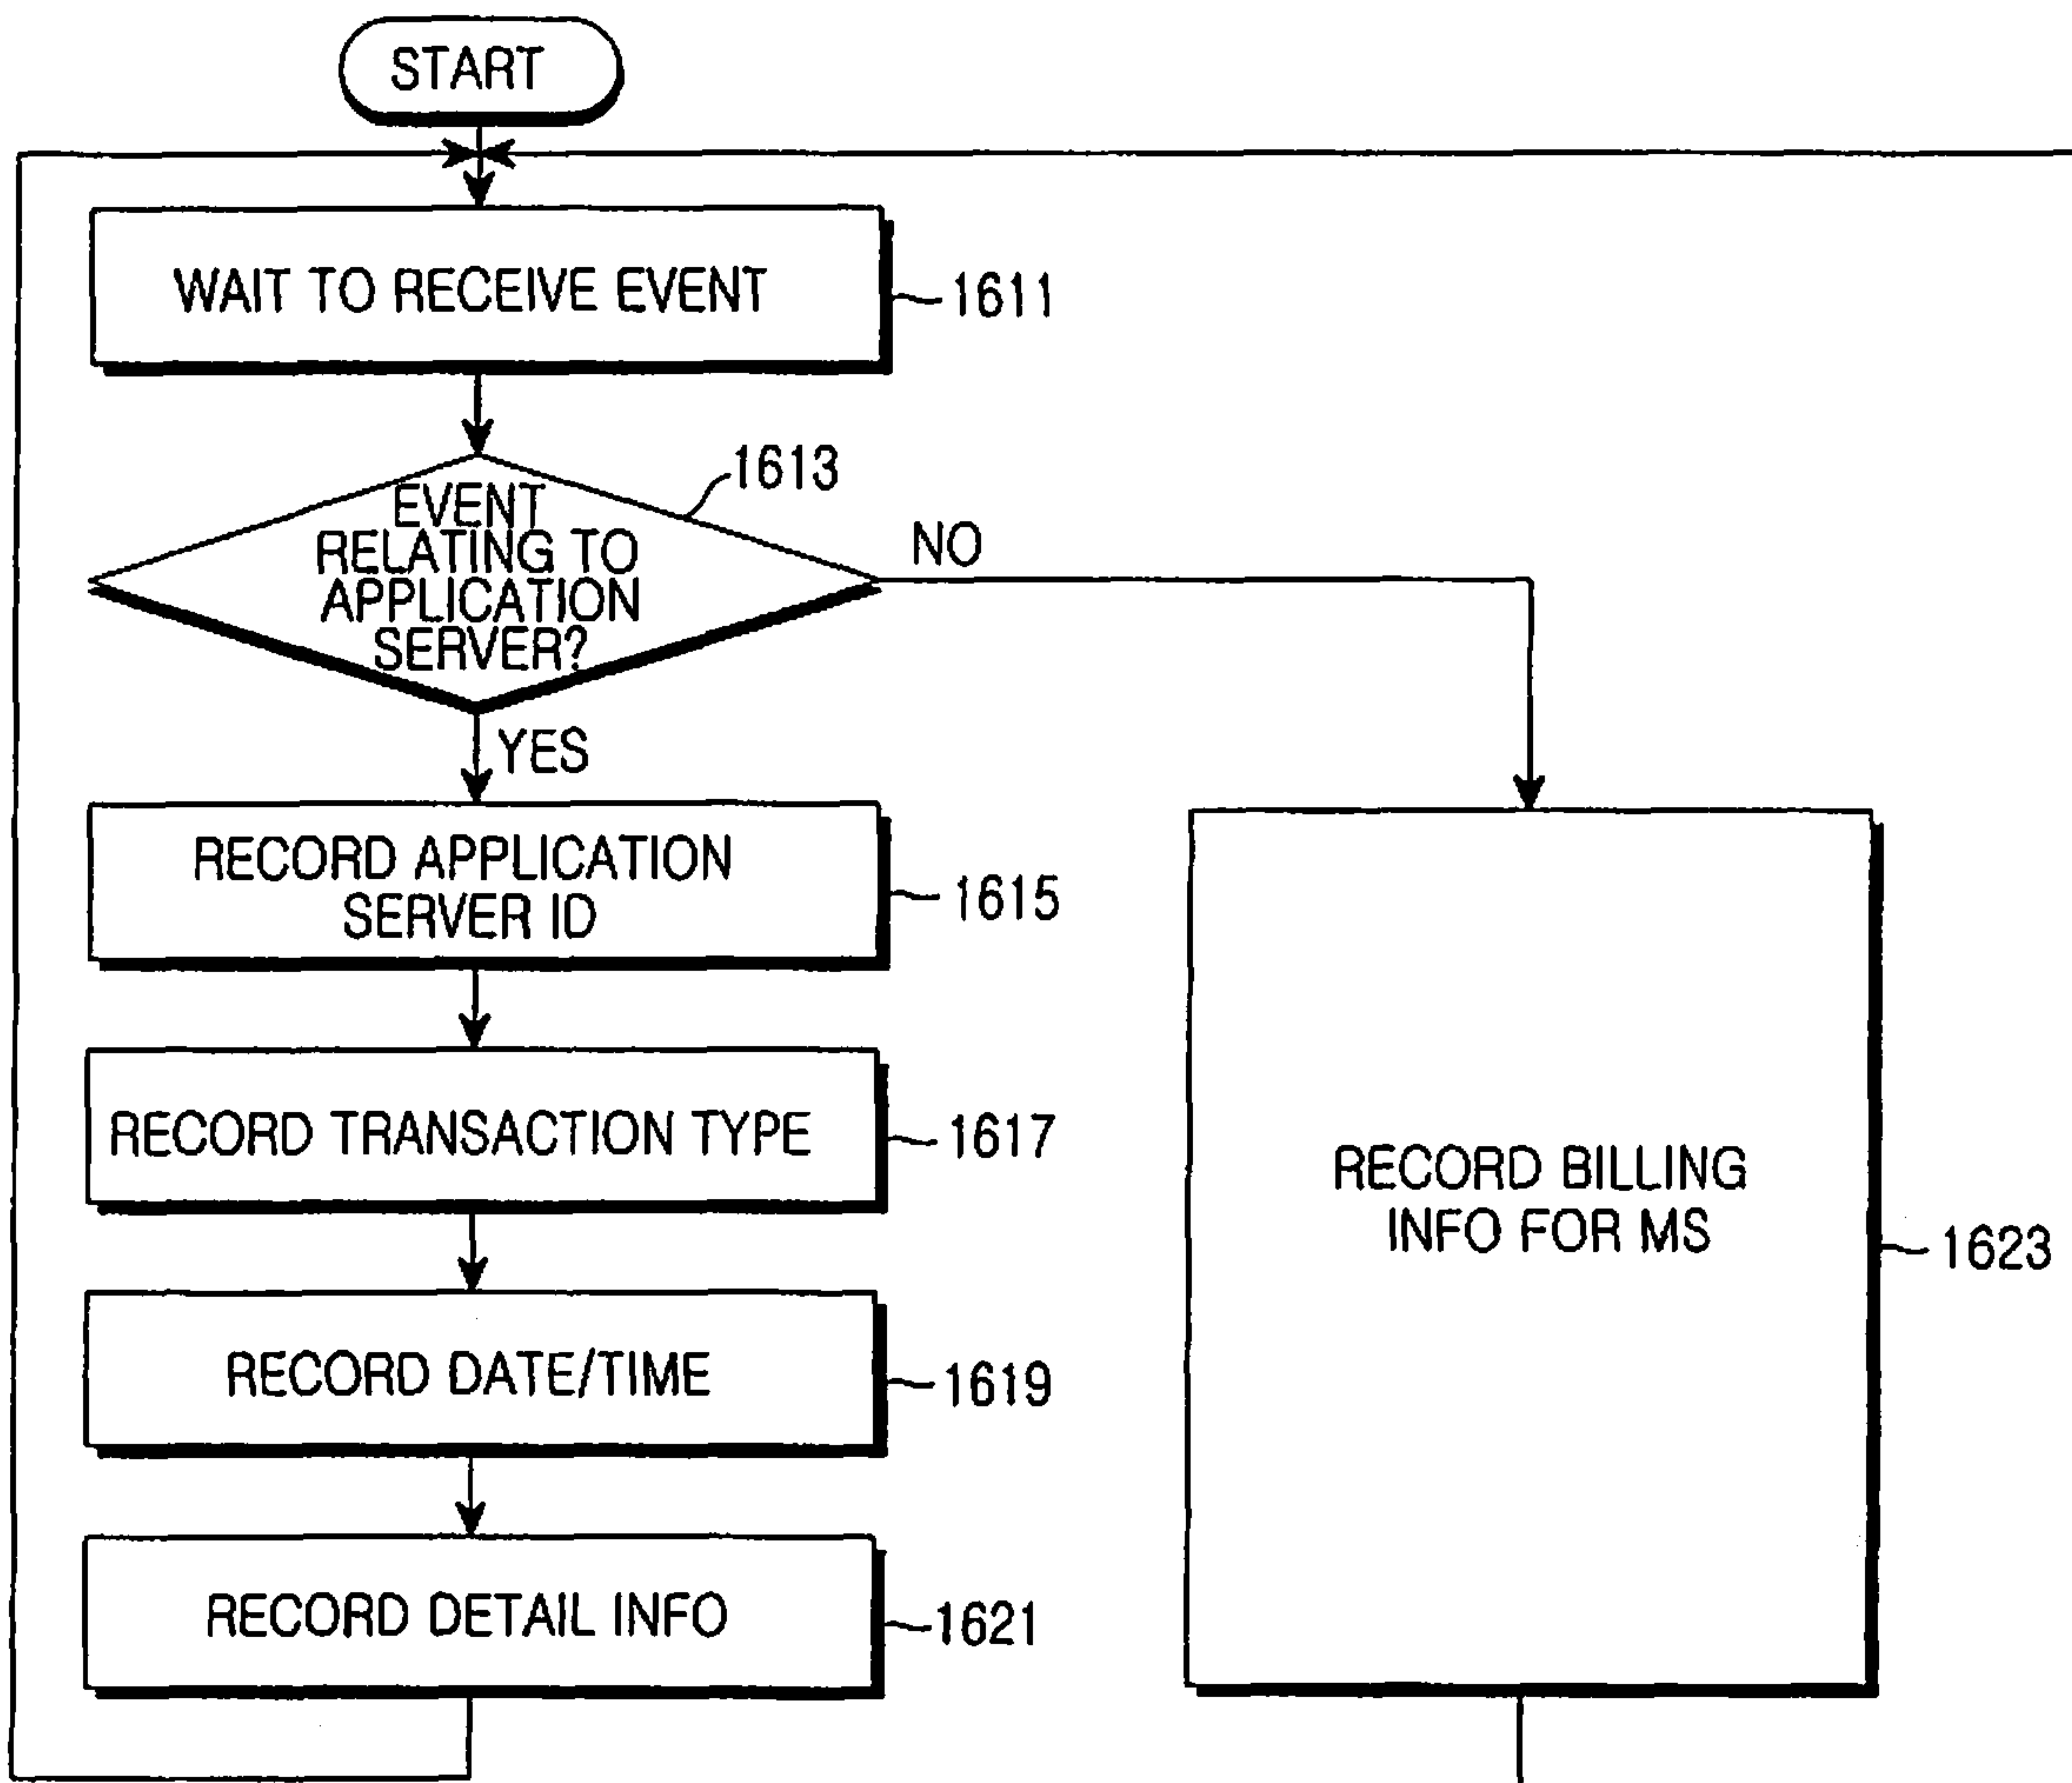 START
WAIT TO RECEIVE EVENT
1611
1613
EVENT
RELATING TO
APPLICATION
SERVER?
NO
YES
RECORD APPLICATION
SERVER ID
1615
RECORD TRANSACTION TYPE
1617
RECORD DATE/TIME
1619
RECORD DETAIL INFO
1621
RECORD BILLING
INFO FOR MS
1623